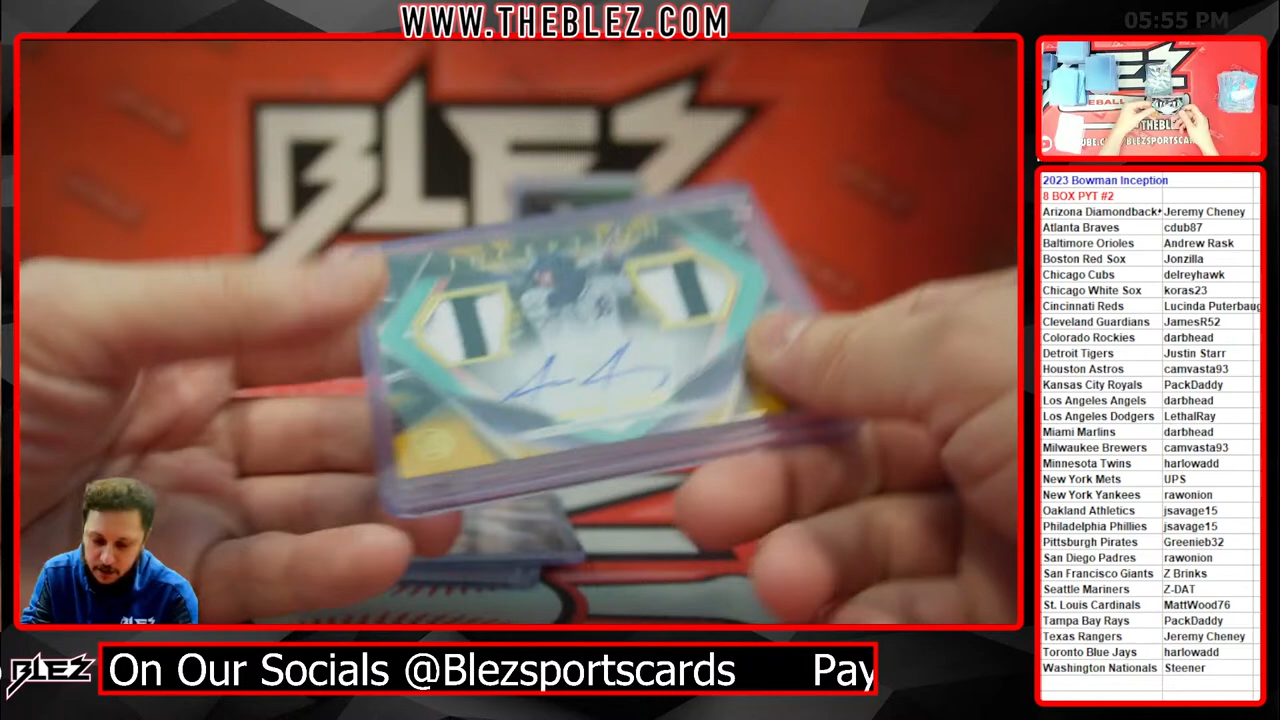 WWW.THEBLEZ.COM
05:55 PM
BLEZ
2023 Bowman Inception
8 BOX PYT #2
Arizona Diamondback Jeremy Cheney
Atlanta Braves cdub87
Baltimore Orioles Andrew Rask
Boston Red Sox Jonzilla
Chicago Cubs delreyhawk
Chicago White Sox koras23
Cincinnati Reds Lucinda Puterbaug
Cleveland Guardians JamesR52
Colorado Rockies darbhead
Detroit Tigers Justin Starr
Houston Astros camvasta93
Kansas City Royals PackDaddy
Los Angeles Angels darbhead
Los Angeles Dodgers LethalRay
Miami Marlins darbhead
Milwaukee Brewers camvasta93
Minnesota Twins harlowadd
New York Mets UPS
New York Yankees rawonion
Oakland Athletics jsavage15
Philadelphia Phillies jsavage15
Pittsburgh Pirates Greenieb32
San Diego Padres rawonion
San Francisco Giants Z Brinks
Seattle Mariners Z-DAT
St. Louis Cardinals MattWood76
Tampa Bay Rays PackDaddy
Texas Rangers Jeremy Cheney
Toronto Blue Jays harlowadd
Washington Nationals Steener
BLEZ
BLEZ On Our Socials @Blezsportscards Pay